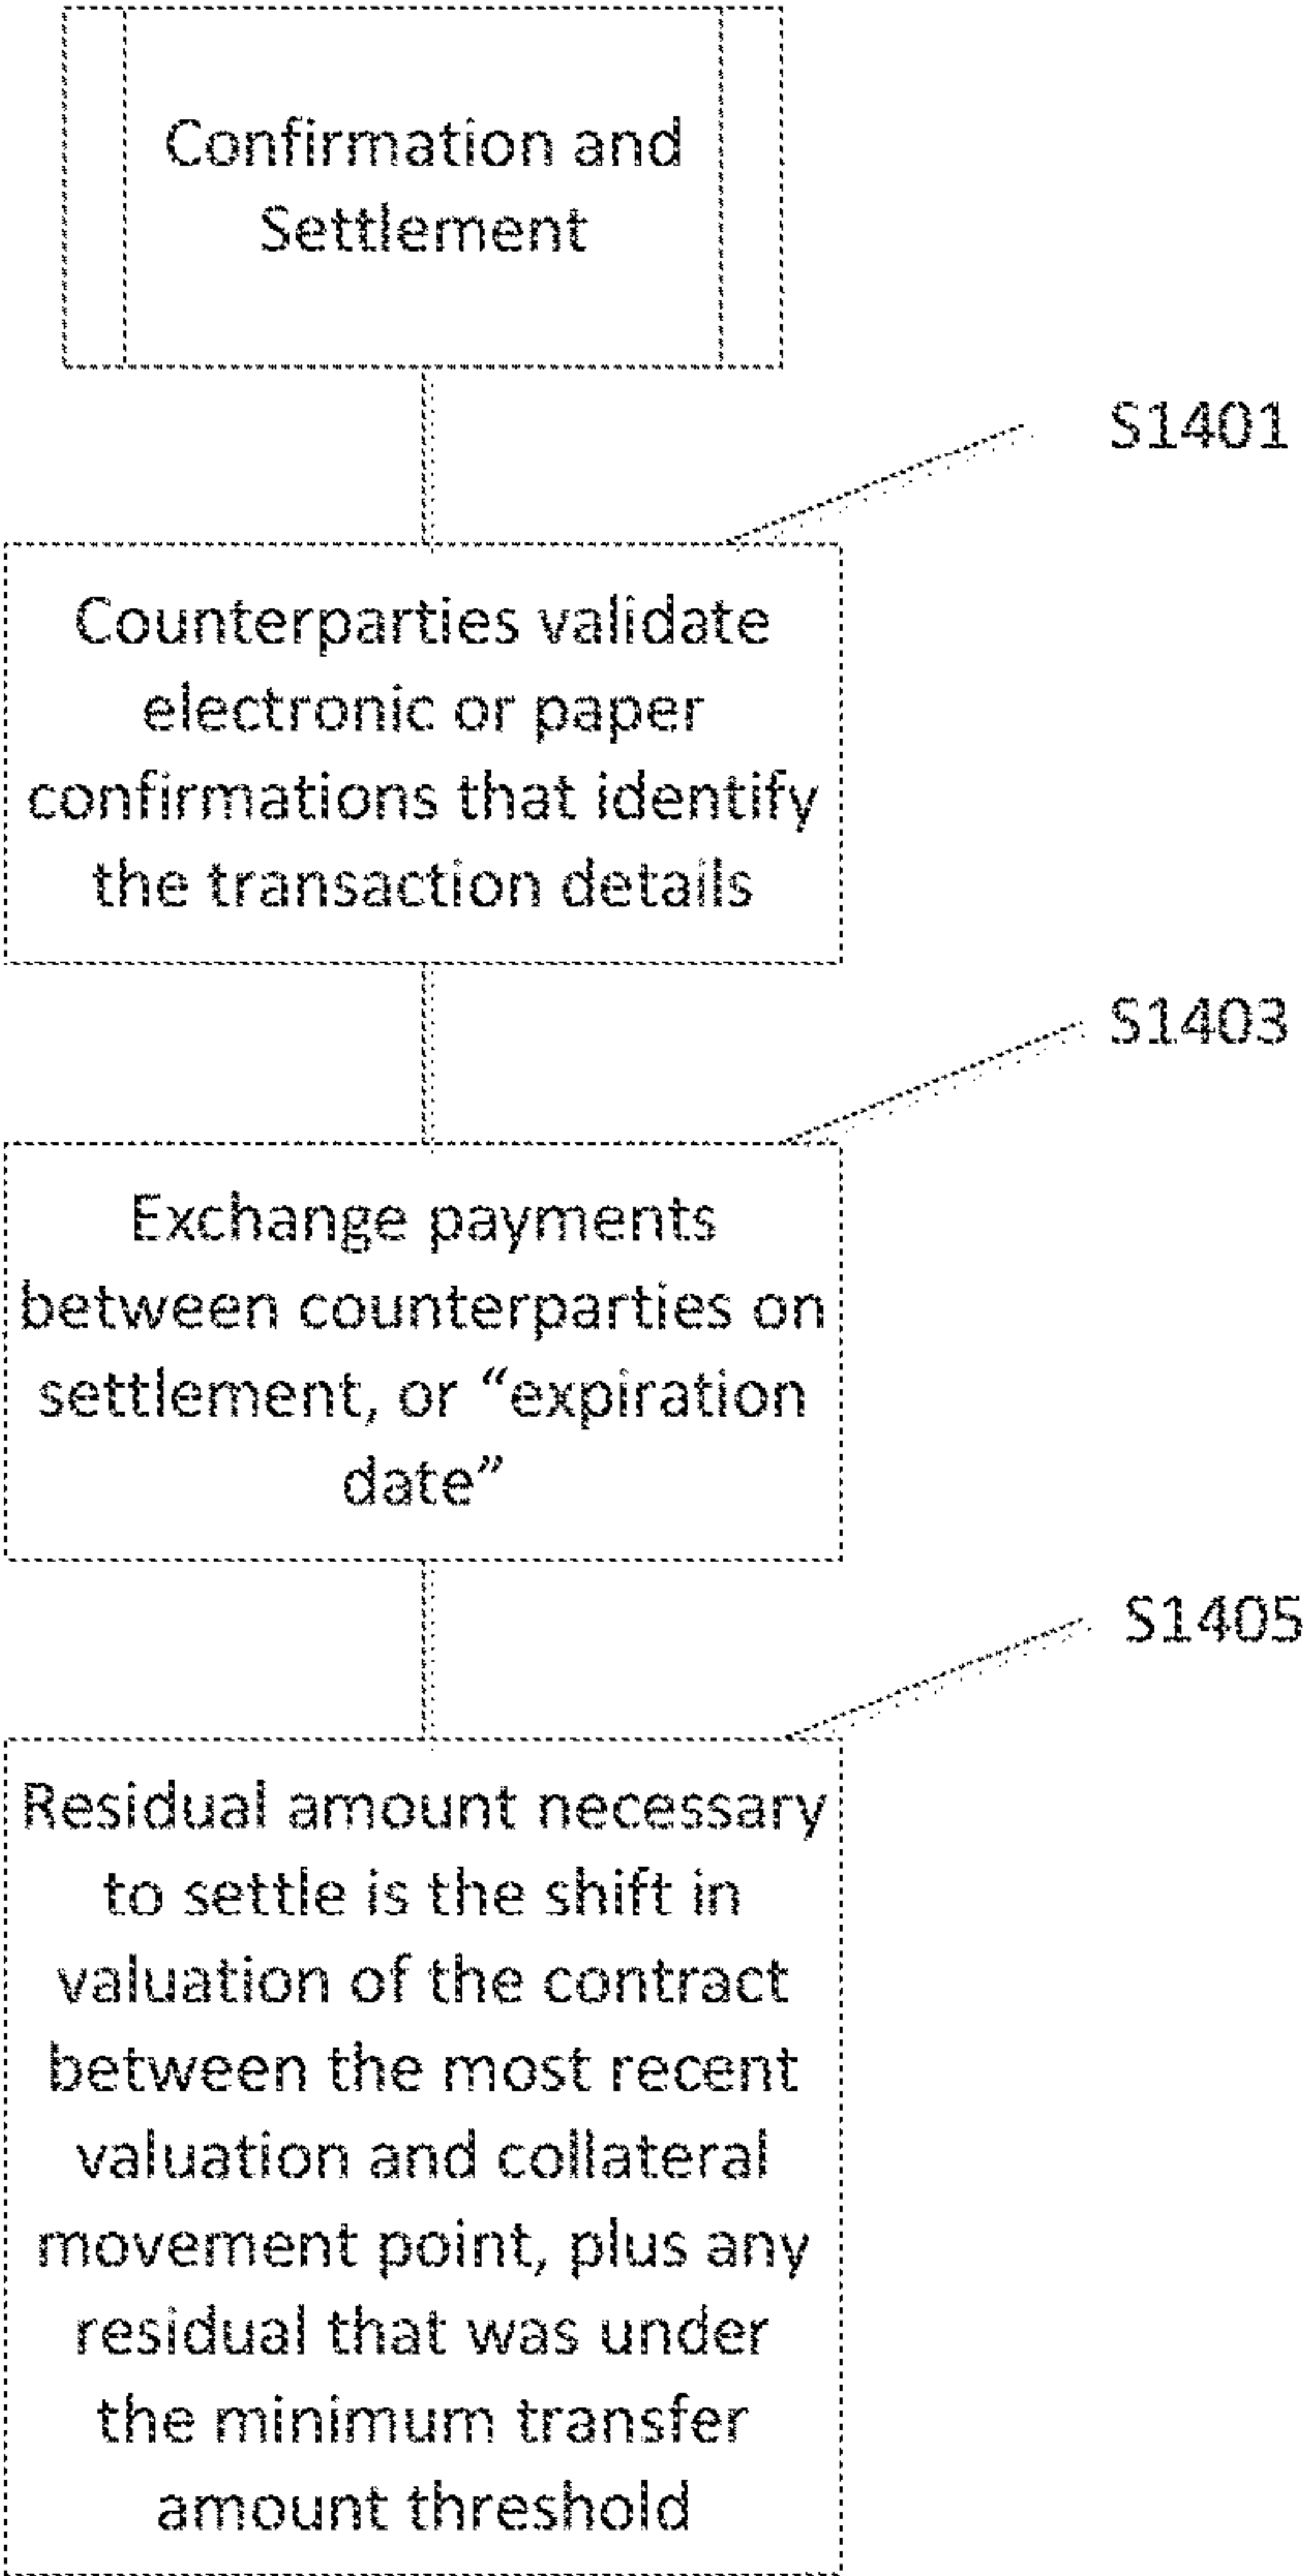 Confirmation and
Settlement
S1401
Counterparties validate
electronic or paper
confirmations that identify
the transaction details
S1403
Exchange payments
between counterparties on
settlement, or “expiration
date”
S1405
Residual amount necessary
to settle is the shift in
valuation of the contract
between the most recent
valuation and collateral
movement point, plus any
residual that was under
the minimum transfer
amount threshold